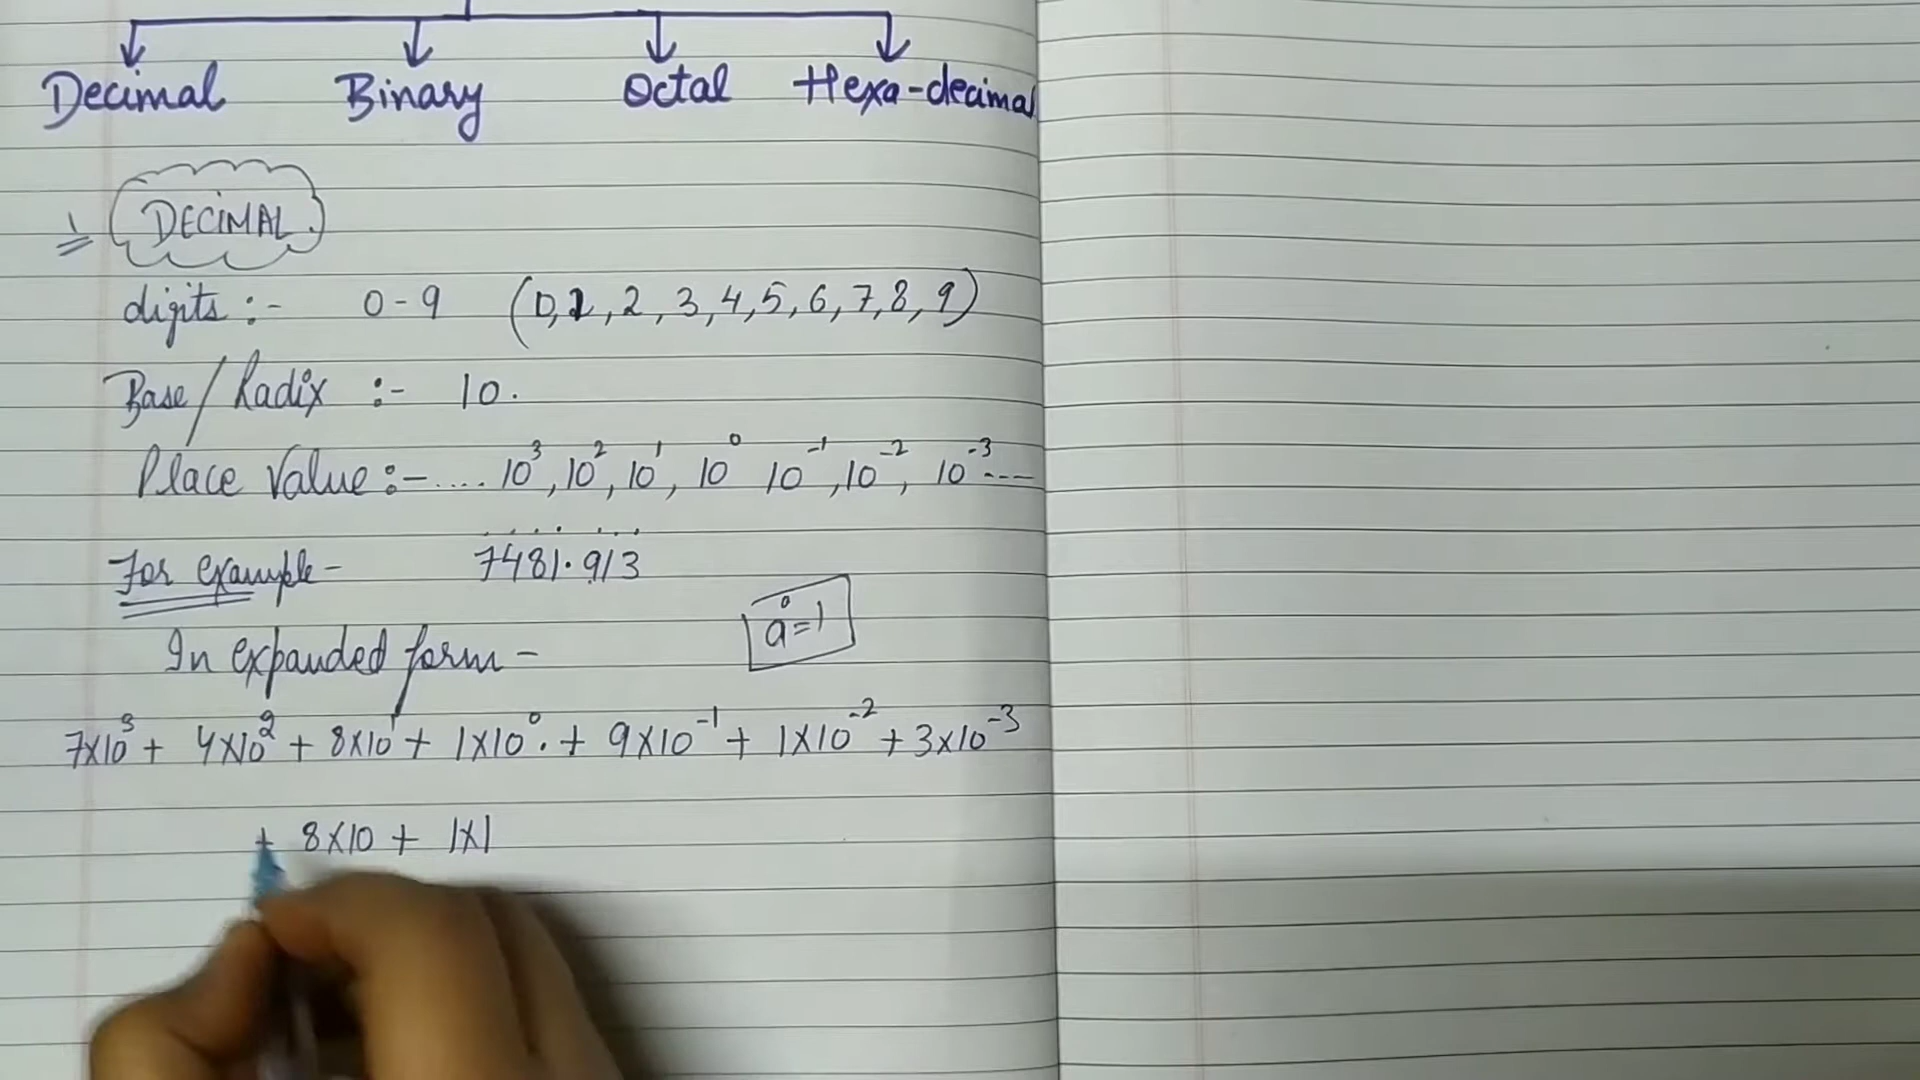 Decimal Binary Octal Hexa-decimal
1 DECIMAL.
digits :- 0-9 (0,1,2,3,4,5,6,7,8,9)
Base/Radix :- 10.
Place Value :- .... 10³, 10², 10¹, 10⁰ 10⁻¹, 10⁻², 10⁻³ ---
For example - 7481.913
In expanded form - a⁰=1
7×10³ + 4×10² + 8×10¹ + 1×10⁰ . + 9×10⁻¹ + 1×10⁻² + 3×10⁻³
+ 8×10 + 1×1